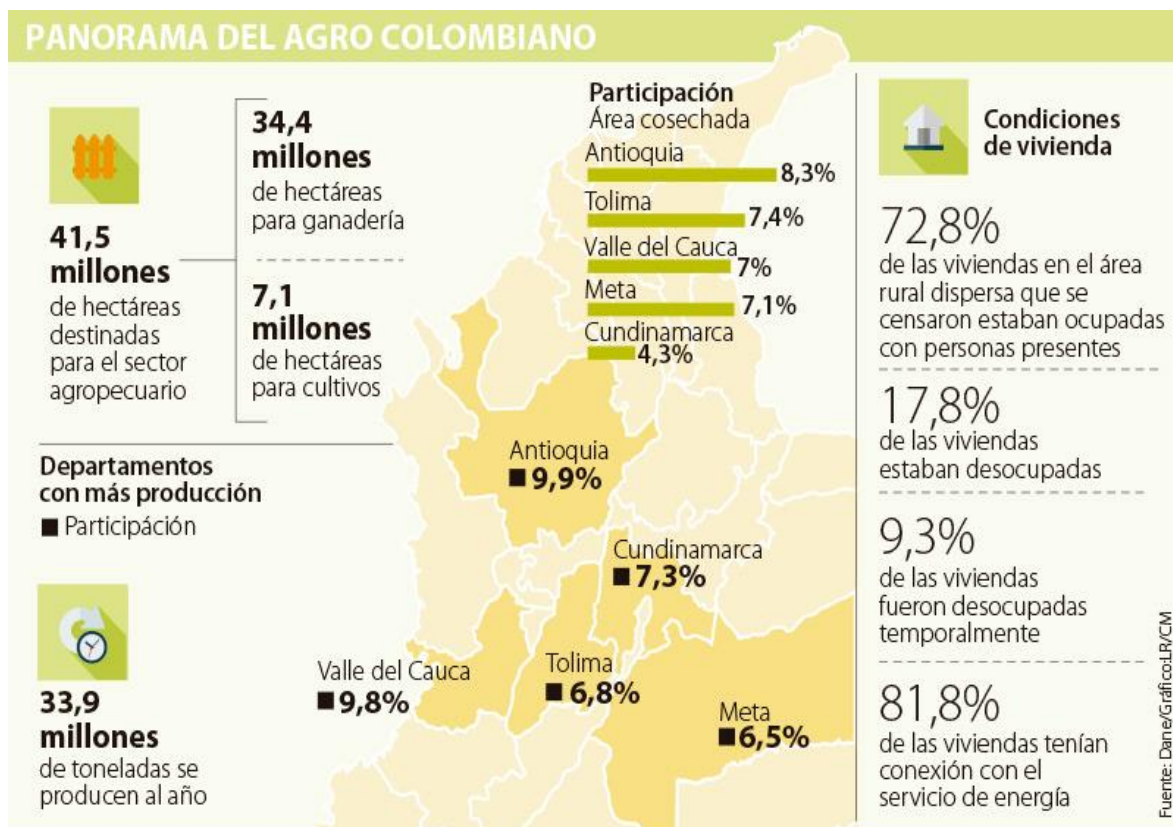 PANORAMA DEL AGRO COLOMBIANO
41,5
millones
de hectáreas
destinadas
para el sector
agropecuario
34,4
millones
de hectáreas
para ganadería
7,1
millones
de hectáreas
para cultivos
Departamentos
con más producción
Participáción
33,9
millones
de toneladas se
producen al año
Participación
Área cosechada
Antioquia
8,3%
Tolima
7,4%
Valle del Cauca
7%
Meta
7,1%
Cundinamarca
4,3%
Antioquia
9,9%
Cundinamarca
7,3%
Valle del Cauca
9,8%
Tolima
6,8%
Meta
6,5%
Condiciones
de vivienda
72,8%
de las viviendas en el área
rural dispersa que se
censaron estaban ocupadas
con personas presentes
17,8%
de las viviendas
estaban desocupadas
9,3%
de las viviendas
fueron desocupadas
temporalmente
81,8%
de las viviendas tenían
conexión con el
servicio de energía
Fuente: Dane/Gráfico:LR/CM